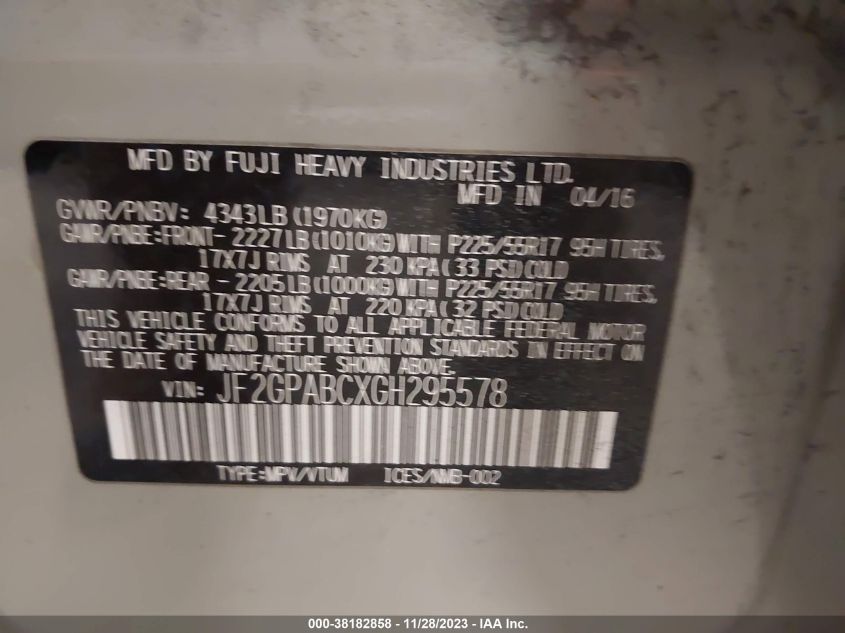 MFD BY FUJI HEAVY INDUSTRIES LTD.
MFD IN 04/16
GVWR/PNBV: 4343LB(1970KG)
GAWR/PNBE:FRONT- 2227LB(1010KG)WITH P225/55R17 95H TIRES,
17X7J RIMS AT 230 KPA(33 PSI)COLD
GAWR/PNBE:REAR - 2205LB(1000KG)WITH P225/55R17 95H TIRES,
17X7J RIMS AT 220 KPA(32 PSI)COLD
THIS VEHICLE CONFORMS TO ALL APPLICABLE FEDERAL MOTOR
VEHICLE SAFETY AND THEFT PREVENTION STANDARDS IN EFFECT ON
THE DATE OF MANUFACTURE SHOWN ABOVE.
VIN: JF2GPABCXGH295578
TYPE:MPV/VTUM ICES/NMB-002
000-38182858 - 11/28/2023 - IAA Inc.